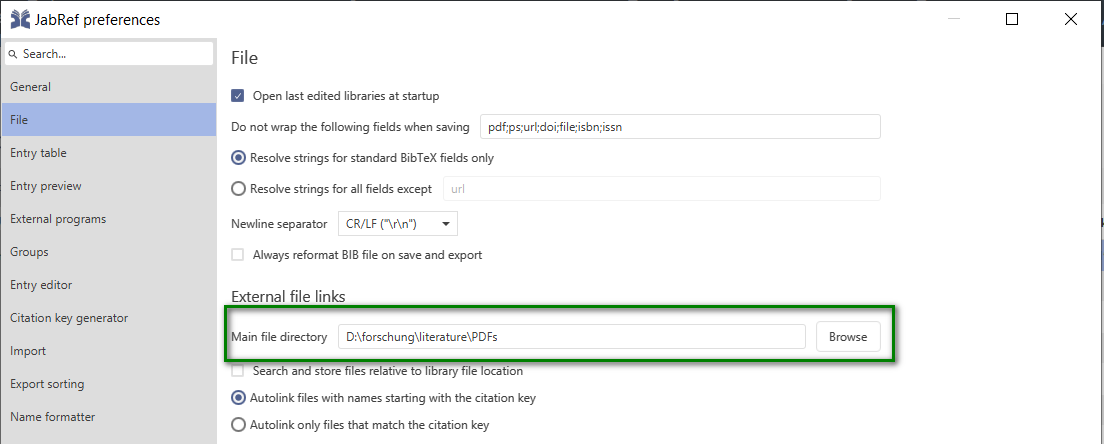 JabRef preferences
Search...
General
File
Entry table
Entry preview
External programs
Groups
Entry editor
Citation key generator
Import
Export sorting
Name formatter
File
Open last edited libraries at startup
Do not wrap the following fields when saving pdf;ps;url;doi;file;isbn;issn
Resolve strings for standard BibTeX fields only
Resolve strings for all fields except url
Newline separator CR/LF ("\r\n")
Always reformat BIB file on save and export
External file links
Main file directory D:\forschung\literature\PDFs Browse
Search and store files relative to library file location
Autolink files with names starting with the citation key
Autolink only files that match the citation key